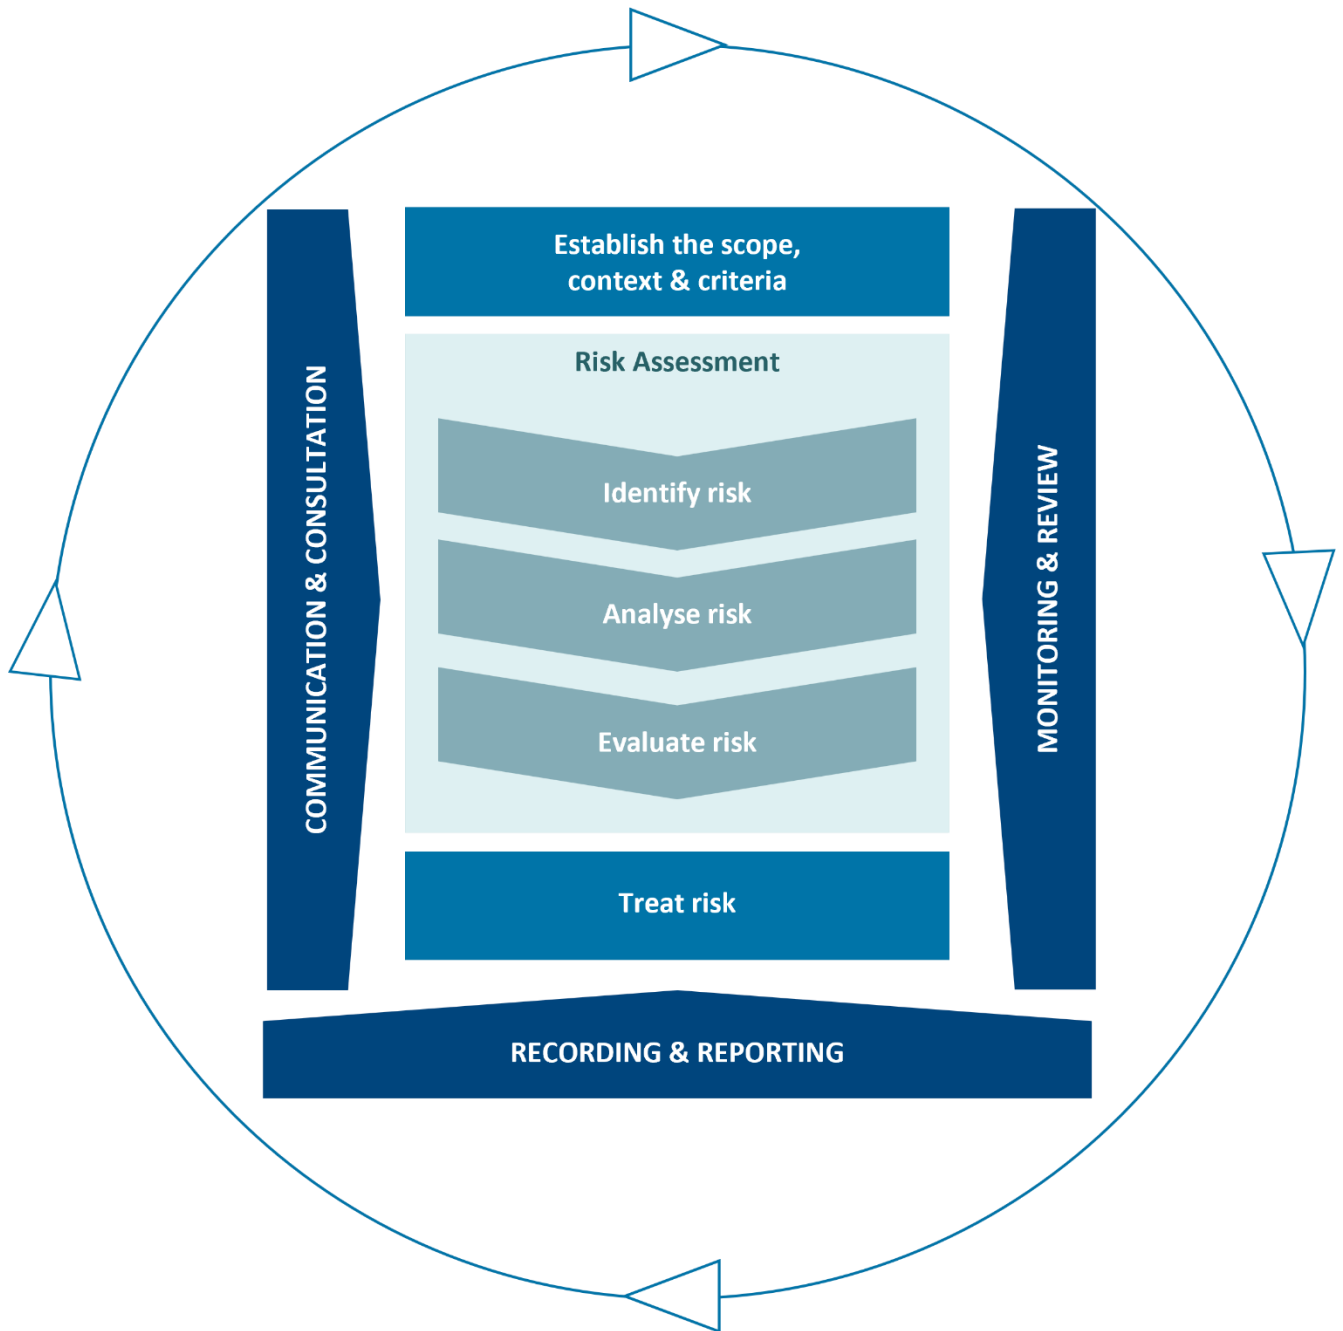 Establish the scope,
context & criteria
Risk Assessment
Identify risk
Analyse risk
Evaluate risk
Treat risk
COMMUNICATION & CONSULTATION
MONITORING & REVIEW
RECORDING & REPORTING